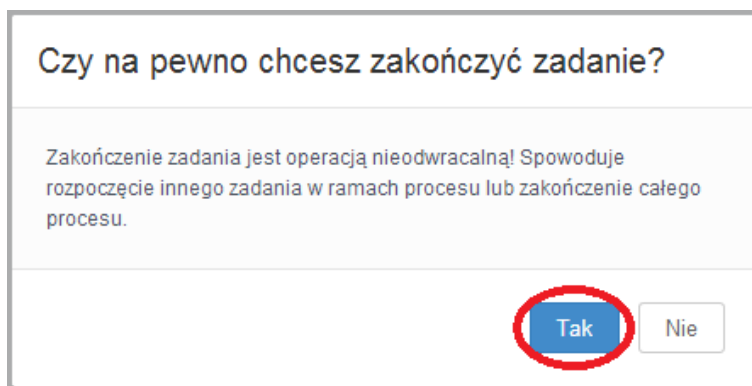 Czy na pewno chcesz zakończyć zadanie?
Zakończenie zadania jest operacją nieodwracalną! Spowoduje
rozpoczęcie innego zadania w ramach procesu lub zakończenie całego
procesu.
Tak Nie